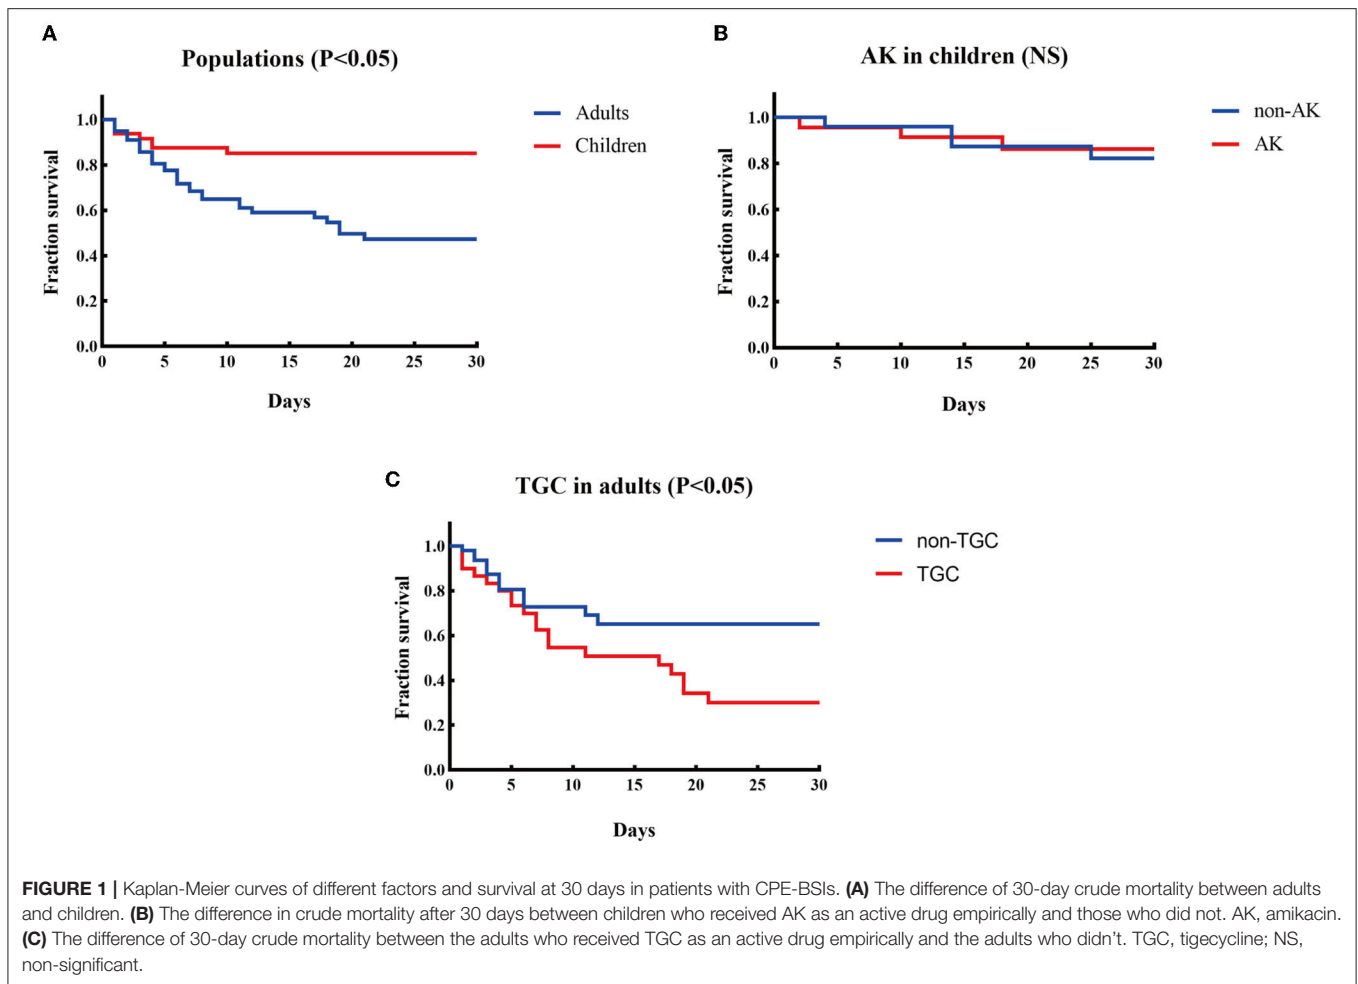 A
Populations (P<0.05)
Adults
Children
Fraction survival
1.0
0.8
0.6
0.4
0.2
0.0
0 5 10 15 20 25 30
Days
B
AK in children (NS)
non-AK
AK
Fraction survival
1.0
0.8
0.6
0.4
0.2
0.0
0 5 10 15 20 25 30
Days
C
TGC in adults (P<0.05)
non-TGC
TGC
Fraction survival
1.0
0.8
0.6
0.4
0.2
0.0
0 5 10 15 20 25 30
Days
FIGURE 1 | Kaplan-Meier curves of different factors and survival at 30 days in patients with CPE-BSIs. (A) The difference of 30-day crude mortality between adults
and children. (B) The difference in crude mortality after 30 days between children who received AK as an active drug empirically and those who did not. AK, amikacin.
(C) The difference of 30-day crude mortality between the adults who received TGC as an active drug empirically and the adults who didn't. TGC, tigecycline; NS,
non-significant.